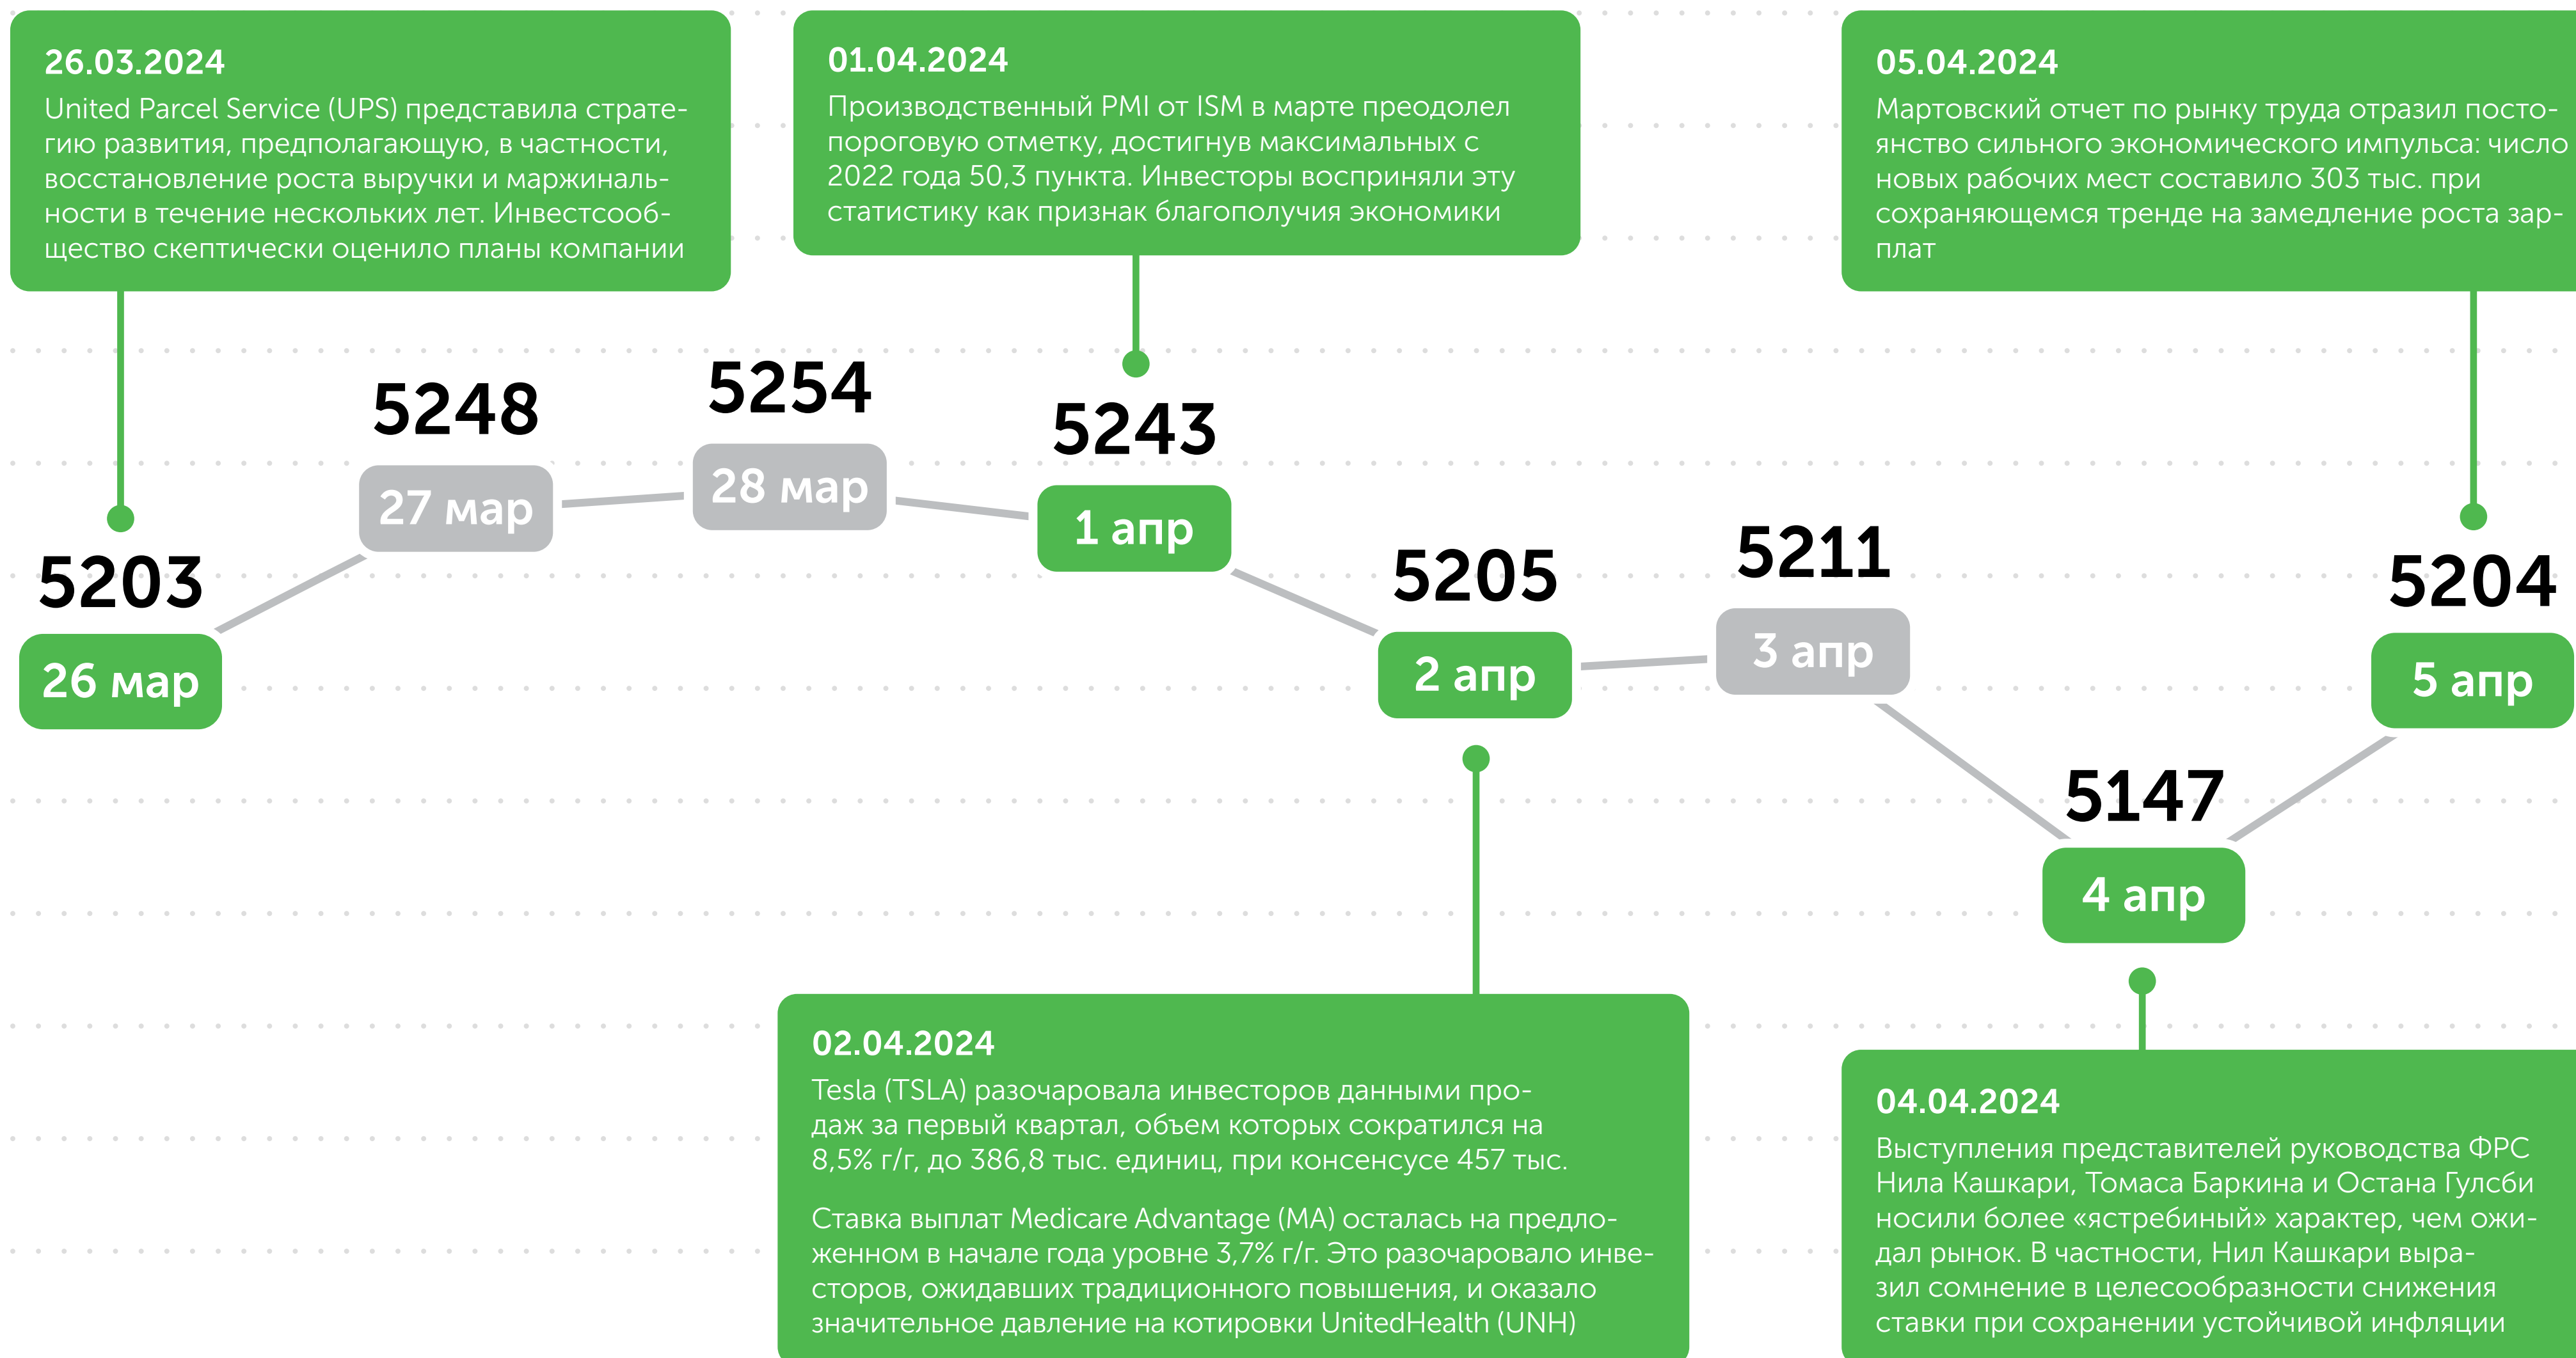 26.03.2024
United Parcel Service (UPS) представила страте-
гию развития, предполагающую, в частности,
восстановление роста выручки и маржиналь-
ности в течение нескольких лет. Инвестсооб-
щество скептически оценило планы компании
01.04.2024
Производственный PMI от ISM в марте преодолел
пороговую отметку, достигнув максимальных с
2022 года 50,3 пункта. Инвесторы восприняли эту
статистику как признак благополучия экономики
05.04.2024
Мартовский отчет по рынку труда отразил посто-
янство сильного экономического импульса: число
новых рабочих мест составило 303 тыс. при
сохраняющемся тренде на замедление роста зар-
плат
5203
26 мар
5248
27 мар
5254
28 мар
5243
1 апр
5205
2 апр
5211
3 апр
5147
4 апр
5204
5 апр
02.04.2024
Tesla (TSLA) разочаровала инвесторов данными про-
даж за первый квартал, объем которых сократился на
8,5% г/г, до 386,8 тыс. единиц, при консенсусе 457 тыс.
Ставка выплат Medicare Advantage (MA) осталась на предло-
женном в начале года уровне 3,7% г/г. Это разочаровало инве-
сторов, ожидавших традиционного повышения, и оказало
значительное давление на котировки UnitedHealth (UNH)
04.04.2024
Выступления представителей руководства ФРС
Нила Кашкари, Томаса Баркина и Остана Гулсби
носили более «ястребиный» характер, чем ожи-
дал рынок. В частности, Нил Кашкари выра-
зил сомнение в целесообразности снижения
ставки при сохранении устойчивой инфляции